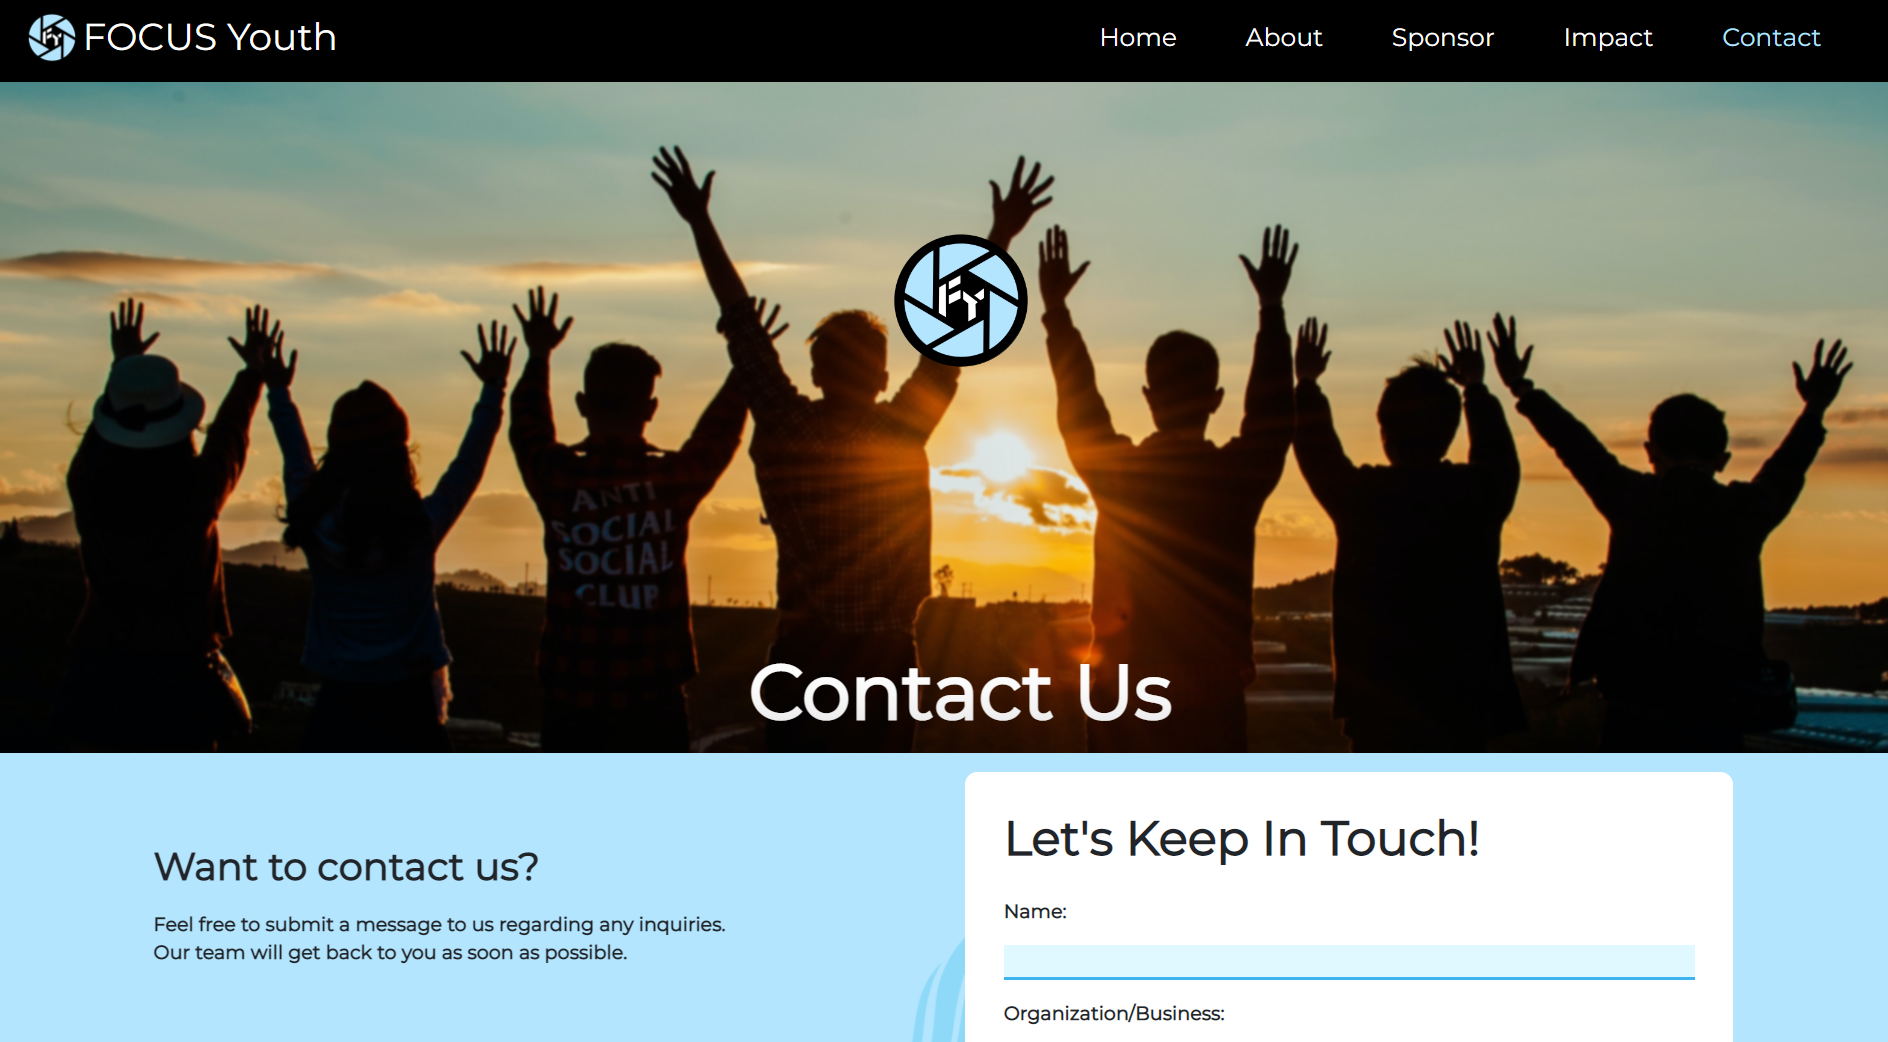 FY FOCUS Youth
Home
About
Sponsor
Impact
Contact
FY
ANTI
SOCIAL
SOCIAL
CLUB
Contact Us
Want to contact us?
Feel free to submit a message to us regarding any inquiries.
Our team will get back to you as soon as possible.
Let's Keep In Touch!
Name:
Organization/Business: